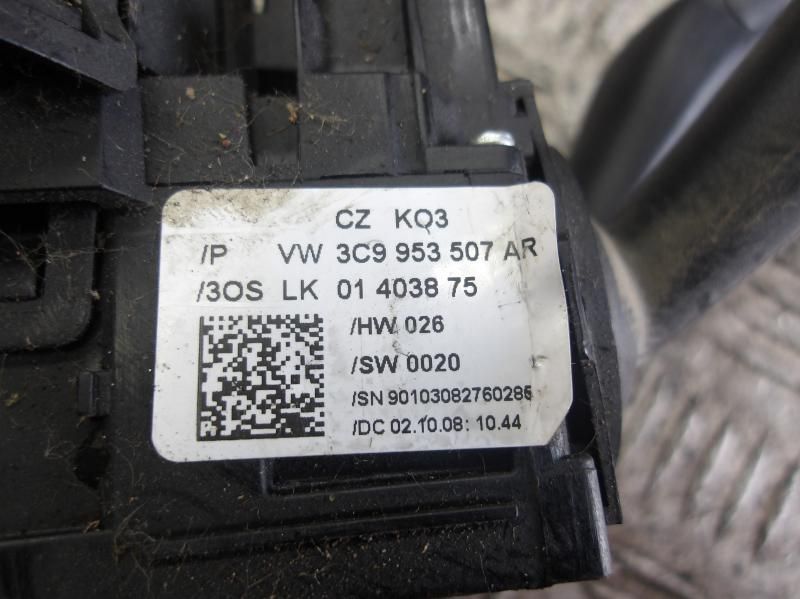 CZ KQ3
/P VW 3C9 953 507 AR
/3OS LK 01 4038 75
/HW 026
/SW 0020
/SN 90103082760285
/DC 02.10.08: 10.44